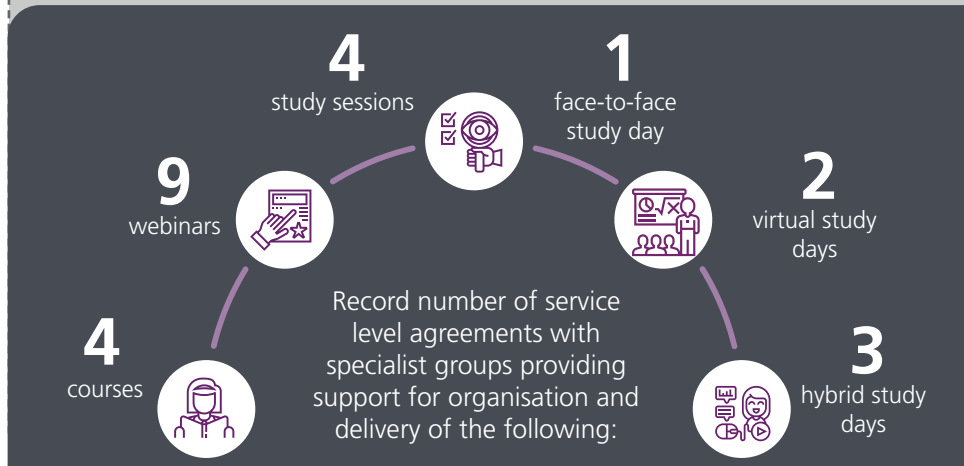 4
study sessions
1
face-to-face
study day
9
webinars
2
virtual study
days
4
courses
Record number of service
level agreements with
specialist groups providing
support for organisation and
delivery of the following:
3
hybrid study
days